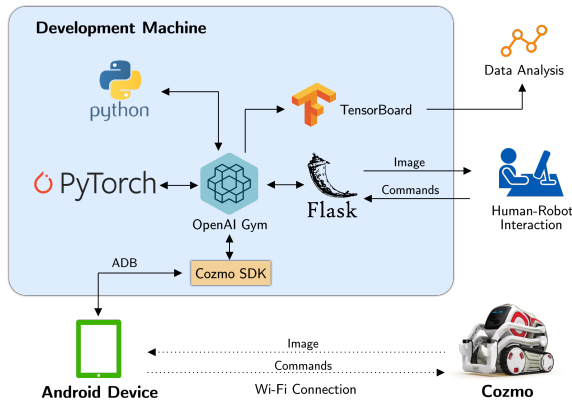 Development Machine
python
TensorBoard
Data Analysis
PyTorch
OpenAI Gym
Flask
Image
Commands
Human-Robot
Interaction
ADB
Cozmo SDK
Image
Commands
Android Device
Wi-Fi Connection
Cozmo